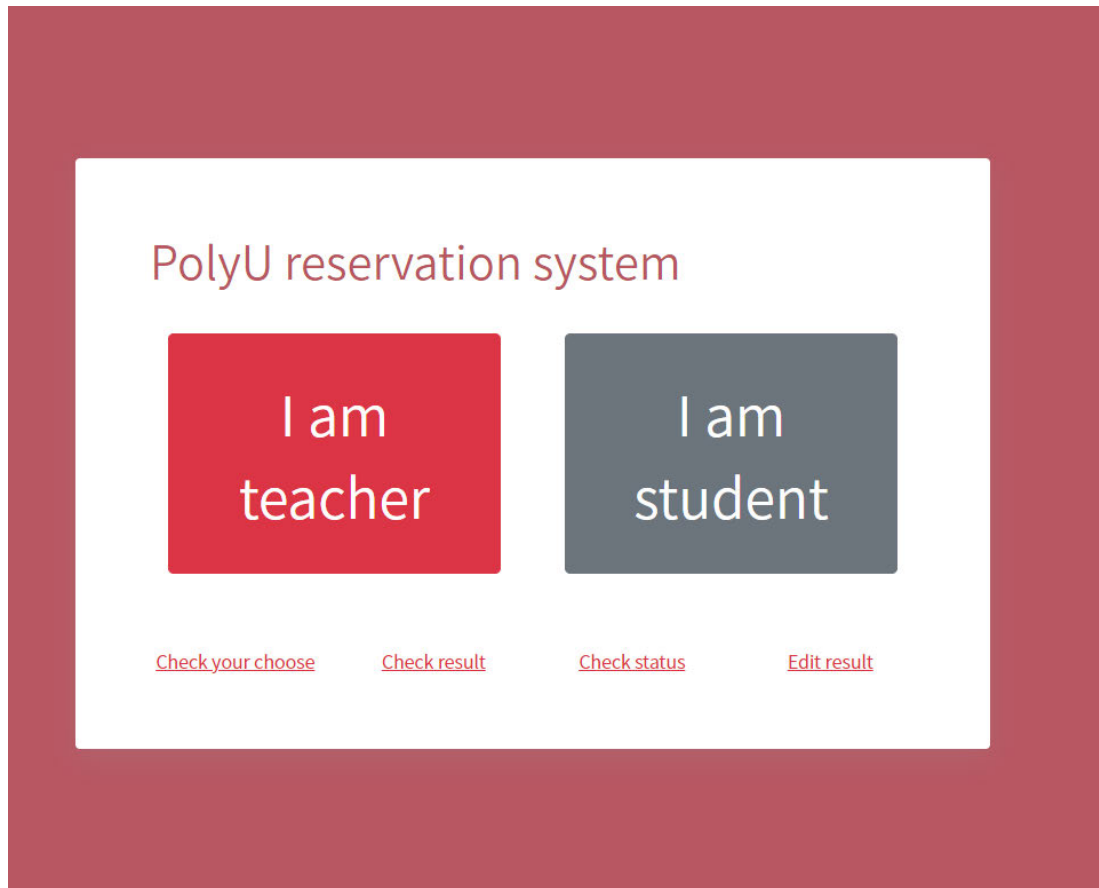 PolyU reservation system
I am
teacher
I am
student
Check your choose
Check result
Check status
Edit result